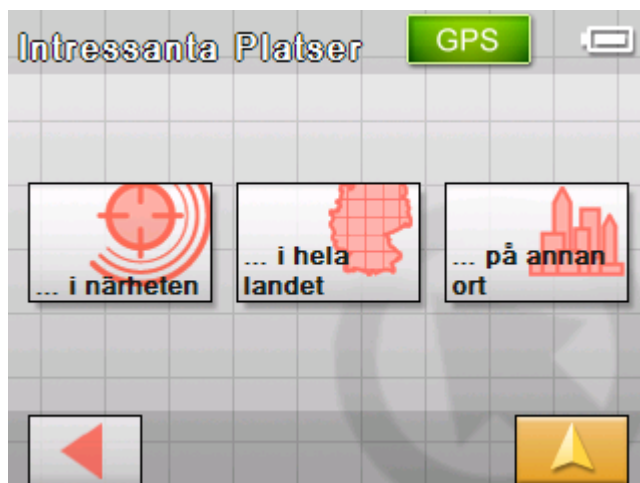 Intressanta Platser
GPS
... i närheten
... i hela
landet
... på annan
ort